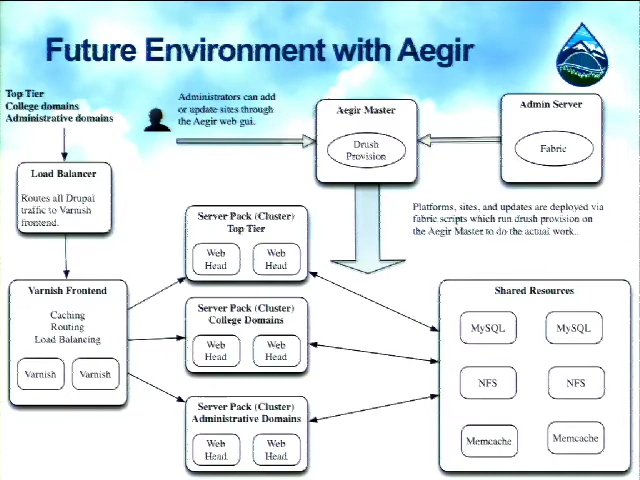 Future Environment with Aegir
Top Tier
College domains
Administrative domains
Administrators can add
or update sites through
the Aegir web gui.
Aegir Master
Drush
Provision
Admin Server
Fabric
Load Balancer
Routes all Drupal
traffic to Varnish
frontend.
Platforms, sites, and updates are deployed via
fabric scripts which run drush provision on
the Aegir Master to do the actual work.
Server Pack (Cluster)
Top Tier
Web
Head
Web
Head
Varnish Frontend
Caching
Routing
Load Balancing
Varnish
Varnish
Server Pack (Cluster)
College Domains
Web
Head
Web
Head
Server Pack (Cluster)
Administrative Domains
Web
Head
Web
Head
Shared Resources
MySQL
MySQL
NFS
NFS
Memcache
Memcache